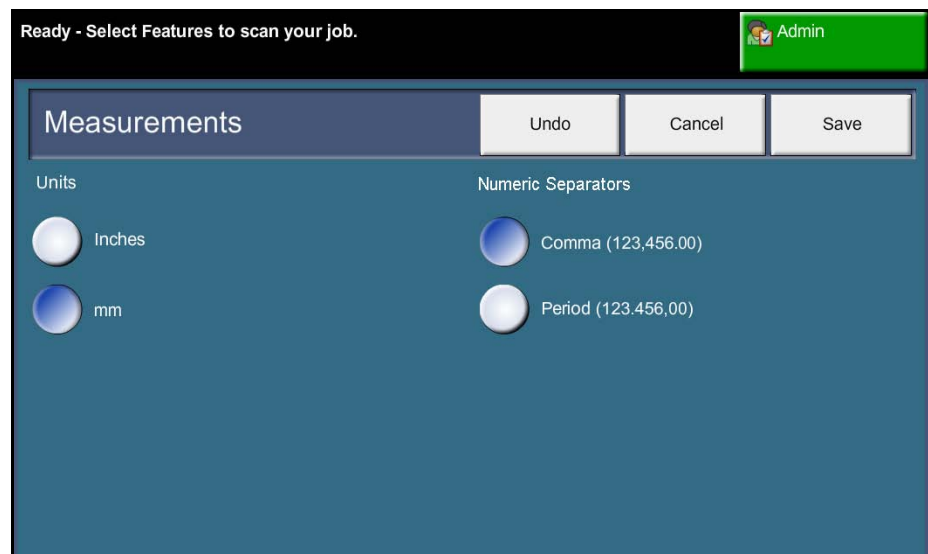 Ready - Select Features to scan your job.
Admin
Measurements
Undo
Cancel
Save
Units
Numeric Separators
Inches
Comma (123,456.00)
mm
Period (123.456,00)